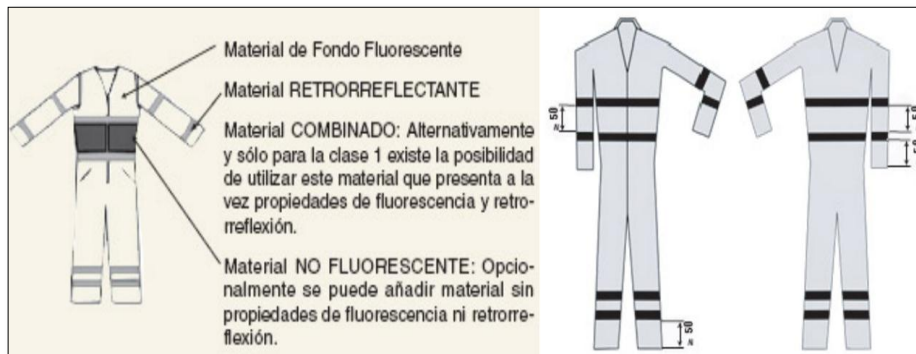 Material de Fondo Fluorescente
Material RETRORREFLECTANTE
Material COMBINADO: Alternativamente
y sólo para la clase 1 existe la posibilidad
de utilizar este material que presenta a la
vez propiedades de fluorescencia y retro-
rreflexión.
Material NO FLUORESCENTE: Opcio-
nalmente se puede añadir material sin
propiedades de fluorescencia ni retrorre-
flexión.
50
50
50